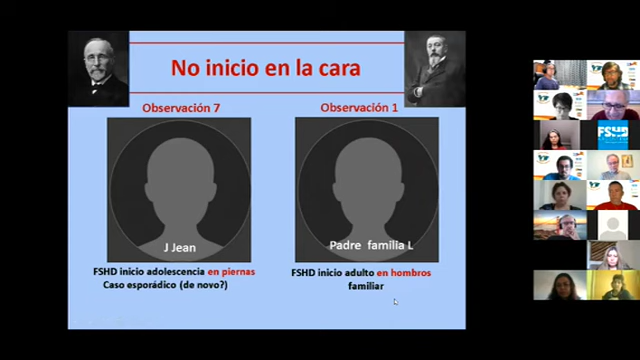 No inicio en la cara
Observación 7
Observación 1
J Jean
Padre familia L
FSHD inicio adolescencia en piernas
Caso esporádico (de novo?)
FSHD inicio adulto en hombros
familiar
FSHD